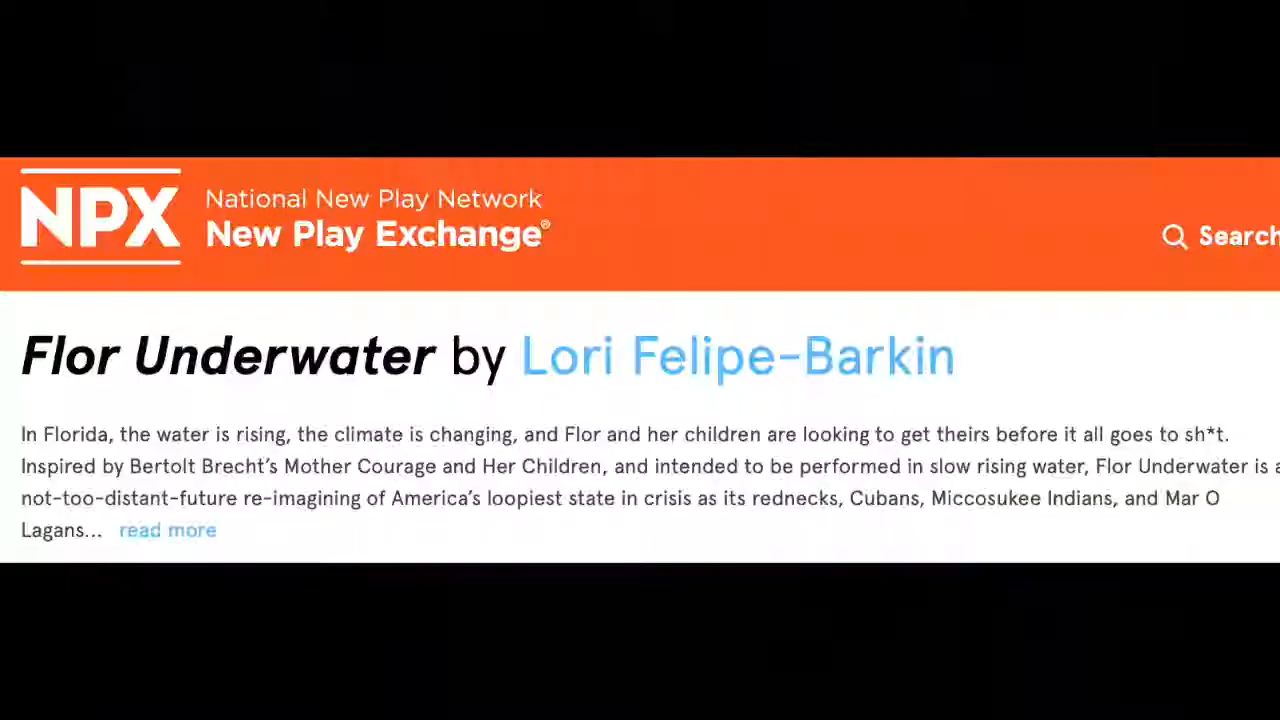 NPX
National New Play Network
New Play Exchange®
Search
Flor Underwater by Lori Felipe-Barkin
In Florida, the water is rising, the climate is changing, and Flor and her children are looking to get theirs before it all goes to sh*t.
Inspired by Bertolt Brecht’s Mother Courage and Her Children, and intended to be performed in slow rising water, Flor Underwater is a
not-too-distant-future re-imagining of America’s loopiest state in crisis as its rednecks, Cubans, Miccosukee Indians, and Mar O
Lagans... read more